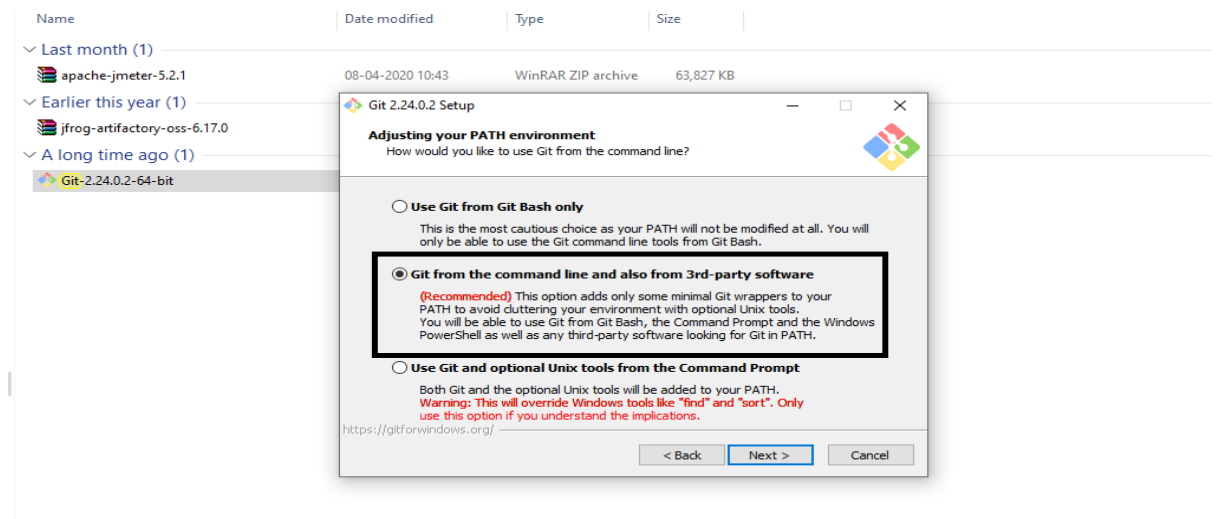 Name Date modified Type Size
Last month (1)
apache-jmeter-5.2.1 08-04-2020 10:43 WinRAR ZIP archive 63,827 KB
Earlier this year (1)
jfrog-artifactory-oss-6.17.0
A long time ago (1)
Git-2.24.0.2-64-bit
Git 2.24.0.2 Setup
Adjusting your PATH environment
How would you like to use Git from the command line?
Use Git from Git Bash only
This is the most cautious choice as your PATH will not be modified at all. You will
only be able to use the Git command line tools from Git Bash.
Git from the command line and also from 3rd-party software
(Recommended) This option adds only some minimal Git wrappers to your
PATH to avoid cluttering your environment with optional Unix tools.
You will be able to use Git from Git Bash, the Command Prompt and the Windows
PowerShell as well as any third-party software looking for Git in PATH.
Use Git and optional Unix tools from the Command Prompt
Both Git and the optional Unix tools will be added to your PATH.
Warning: This will override Windows tools like "find" and "sort". Only
use this option if you understand the implications.
https://gitforwindows.org/
< Back Next > Cancel